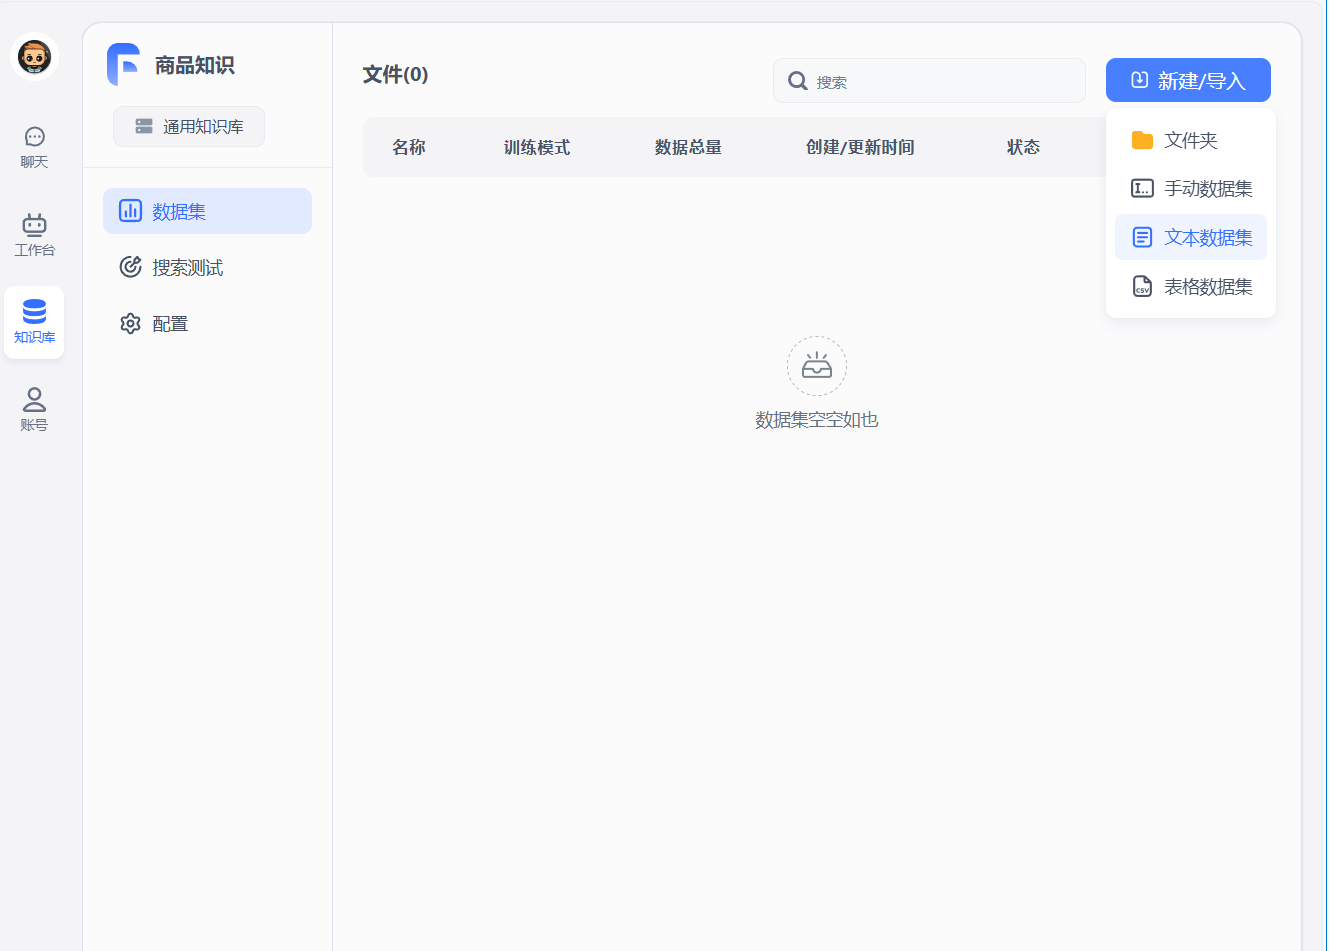 聊天
工作台
知识库
账号
商品知识
通用知识库
数据集
搜索测试
配置
文件(0)
搜索
新建/导入
名称 训练模式 数据总量 创建/更新时间 状态
文件夹
手动数据集
文本数据集
CSV 表格数据集
数据集空空如也